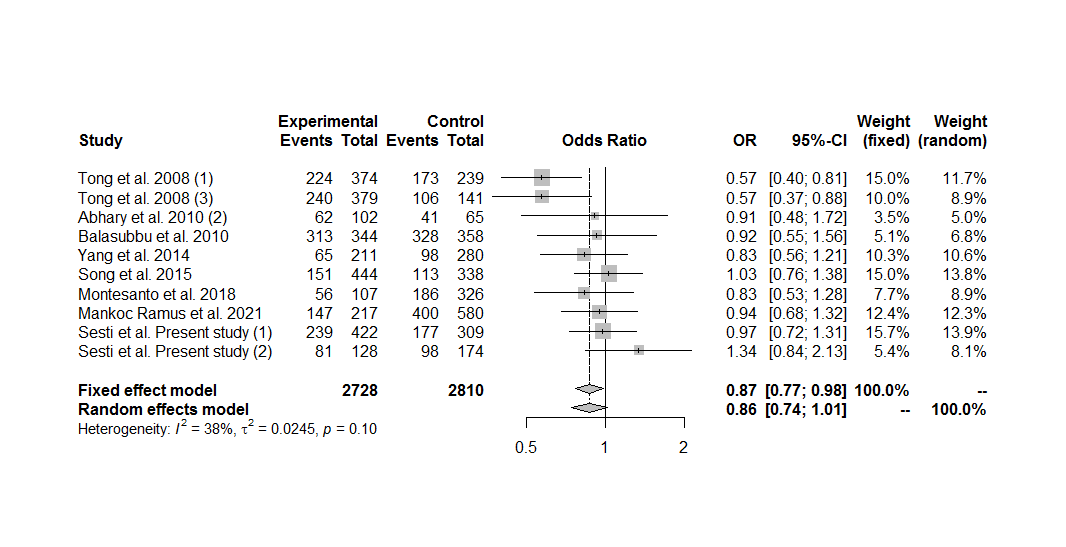 Experimental Control Weight Weight
Study Events Total Events Total Odds Ratio OR 95%-CI (fixed) (random)
Tong et al. 2008 (1) 224 374 173 239 0.57 [0.40; 0.81] 15.0% 11.7%
Tong et al. 2008 (3) 240 379 106 141 0.57 [0.37; 0.88] 10.0% 8.9%
Abhary et al. 2010 (2) 62 102 41 65 0.91 [0.48; 1.72] 3.5% 5.0%
Balasubbu et al. 2010 313 344 328 358 0.92 [0.55; 1.56] 5.1% 6.8%
Yang et al. 2014 65 211 98 280 0.83 [0.56; 1.21] 10.3% 10.6%
Song et al. 2015 151 444 113 338 1.03 [0.76; 1.38] 15.0% 13.8%
Montesanto et al. 2018 56 107 186 326 0.83 [0.53; 1.28] 7.7% 8.9%
Mankoc Ramus et al. 2021 147 217 400 580 0.94 [0.68; 1.32] 12.4% 12.3%
Sesti et al. Present study (1) 239 422 177 309 0.97 [0.72; 1.31] 15.7% 13.9%
Sesti et al. Present study (2) 81 128 98 174 1.34 [0.84; 2.13] 5.4% 8.1%
Fixed effect model 2728 2810 0.87 [0.77; 0.98] 100.0% --
Random effects model 0.86 [0.74; 1.01] -- 100.0%
Heterogeneity: I² = 38%, τ² = 0.0245, p = 0.10
0.5 1 2